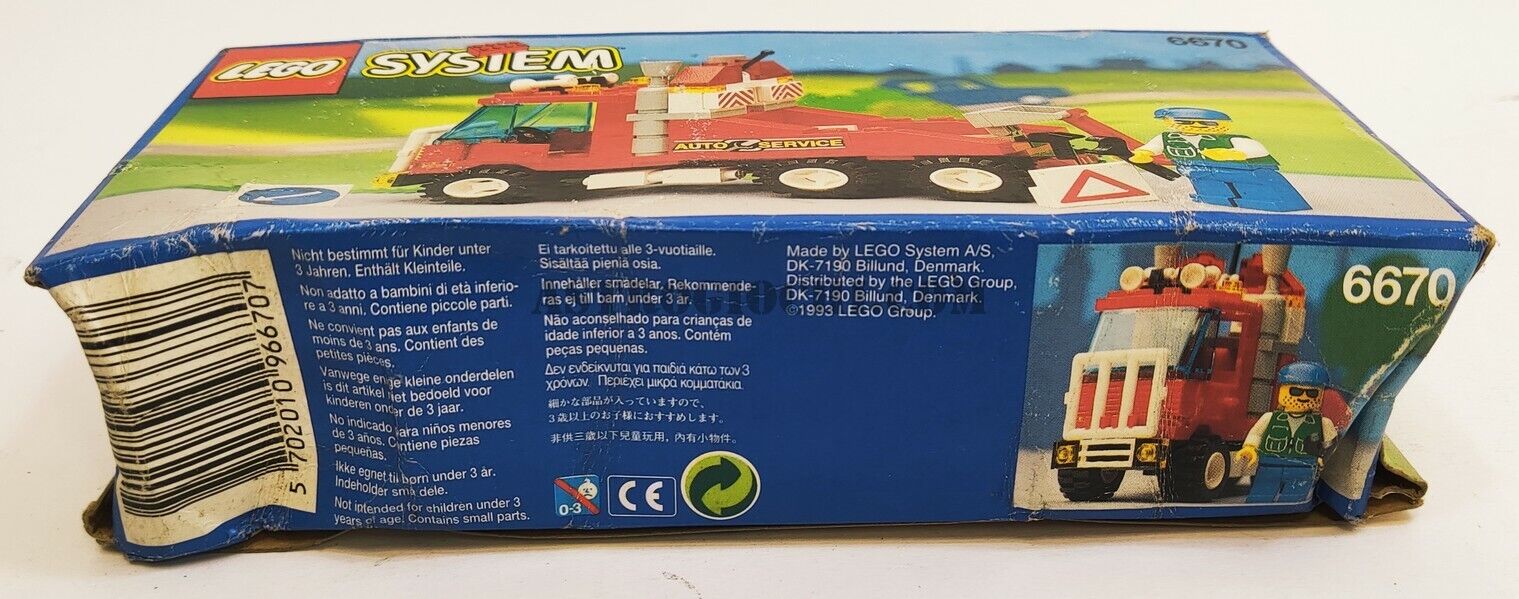 LEGO SYSTEM
6670
AUTO SERVICE
Nicht bestimmt für Kinder unter
3 Jahren. Enthält Kleinteile.
Non adatto a bambini di età inferio-
re a 3 anni. Contiene piccole parti.
Ne convient pas aux enfants de
moins de 3 ans. Contient des
petites pièces.
Vanwege enige kleine onderdelen
is dit artikel niet bedoeld voor
kinderen onder de 3 jaar.
No indicado para niños menores
de 3 años. Contiene piezas
pequeñas.
Ikke egnet til børn under 3 år.
Indeholder små dele.
Not intended for children under 3
years of age. Contains small parts.
5 702010 966707
Ei tarkoitettu alle 3-vuotiaille.
Sisältää pieniä osia.
Innehåller smådelar. Rekommende-
ras ej till barn under 3 år.
Não aconselhado para crianças de
idade inferior a 3 anos. Contém
peças pequenas.
Δεν ενδείκνυται για παιδιά κάτω των 3
χρόνων. Περιέχει μικρά κομματάκια.
細かな部品が入っていますので、
3歳以上のお子様におすすめします。
非供三歲以下兒童玩用，內有小物件。
0-3
CE
Made by LEGO System A/S,
DK-7190 Billund, Denmark.
Distributed by the LEGO Group,
DK-7190 Billund, Denmark.
©1993 LEGO Group.
6670